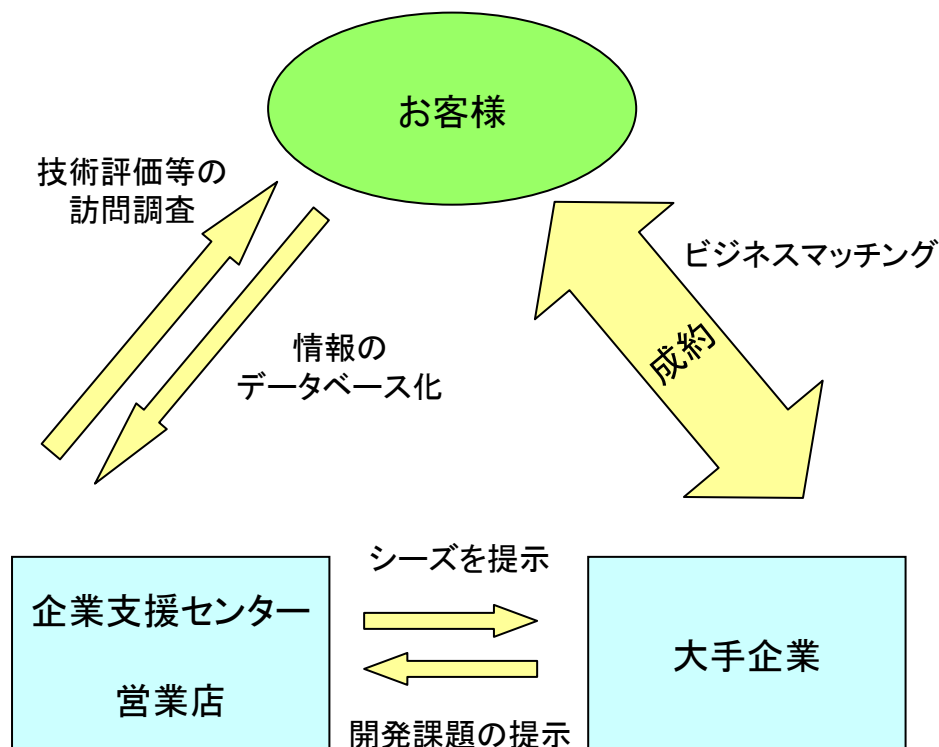 お客様
技術評価等の
訪問調査
ビジネスマッチング
成約
情報の
データベース化
シーズを提示
企業支援センター
営業店
大手企業
開発課題の提示